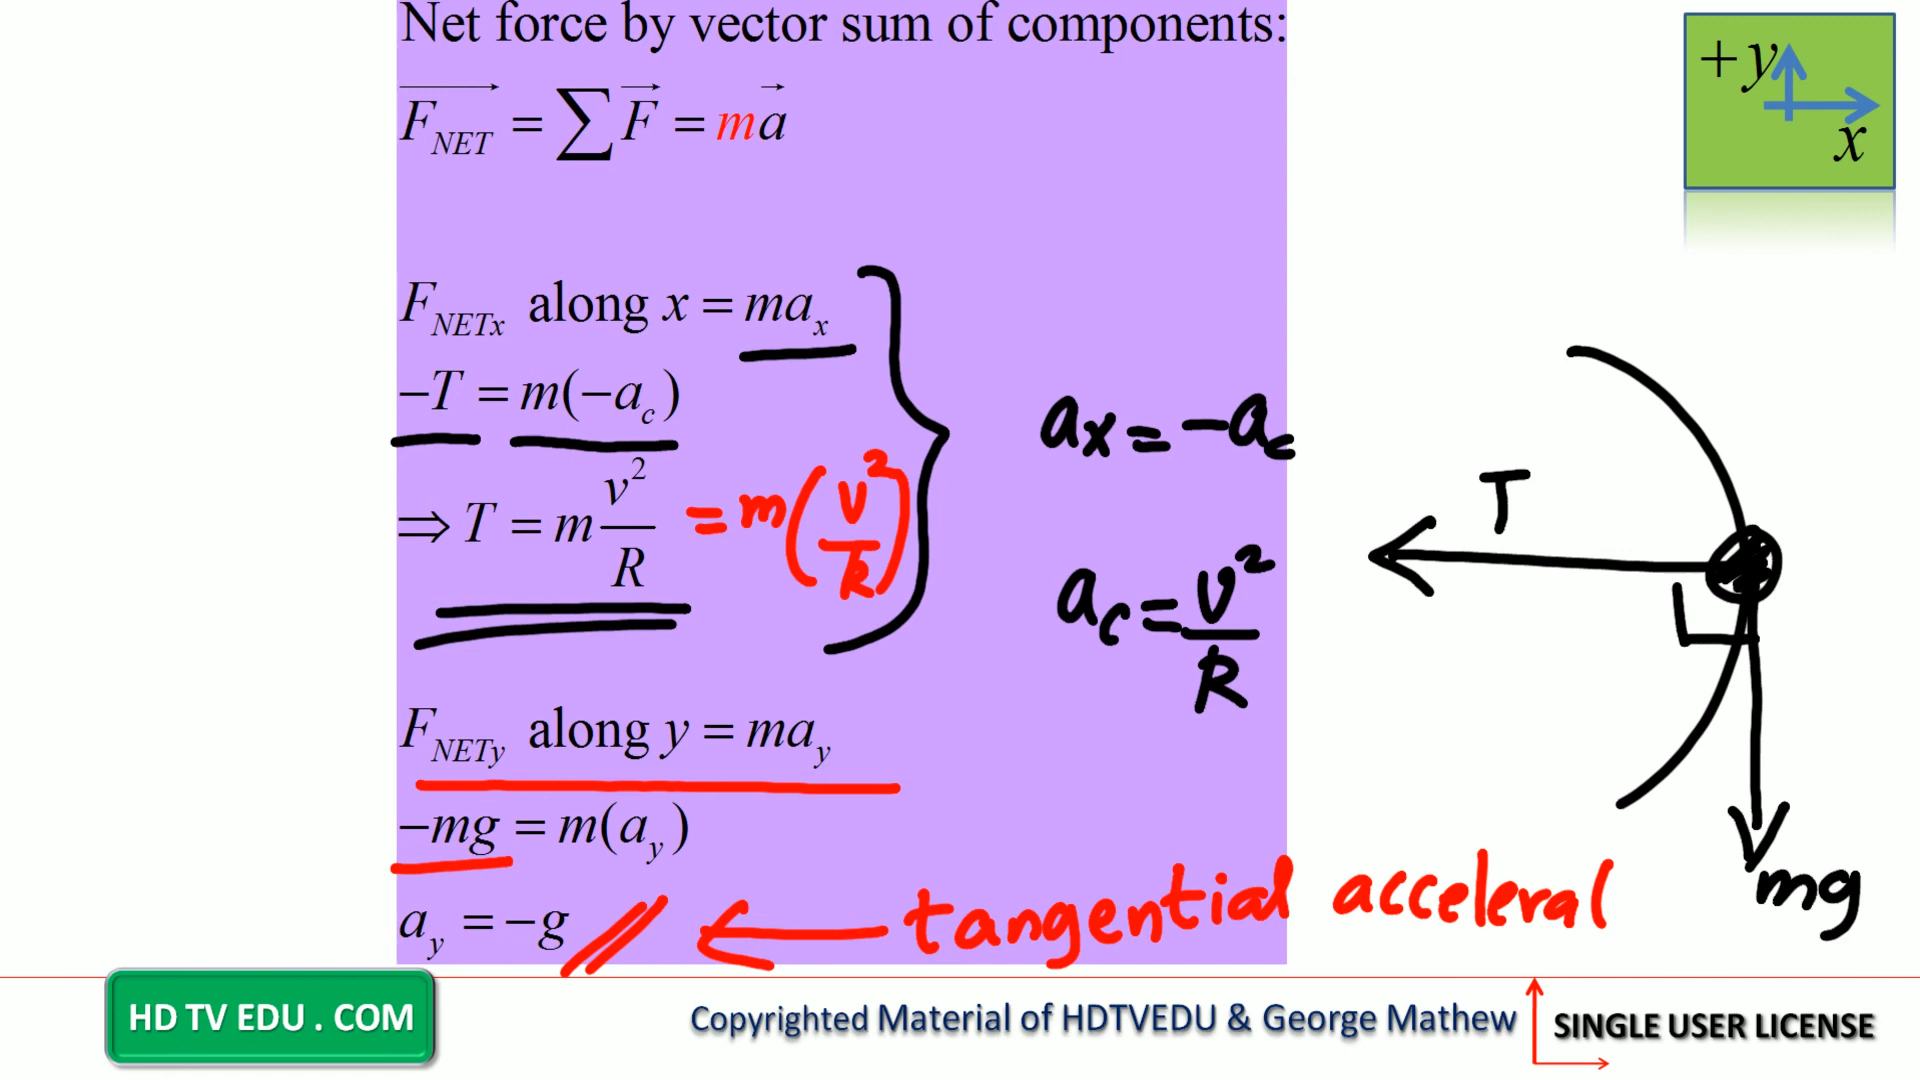 Net force by vector sum of components:
F_NET = ∑F = ma
+y
x
F_NETx along x = ma_x
-T = m(-a_c)
⇒ T = m v²/R = m(v²/R)
a_x = -a_c
a_c = v²/R
T
F_NETy along y = ma_y
-mg = m(a_y)
a_y = -g ← tangential acceleral
mg
HD TV EDU . COM
Copyrighted Material of HDTVEDU & George Mathew
SINGLE USER LICENSE